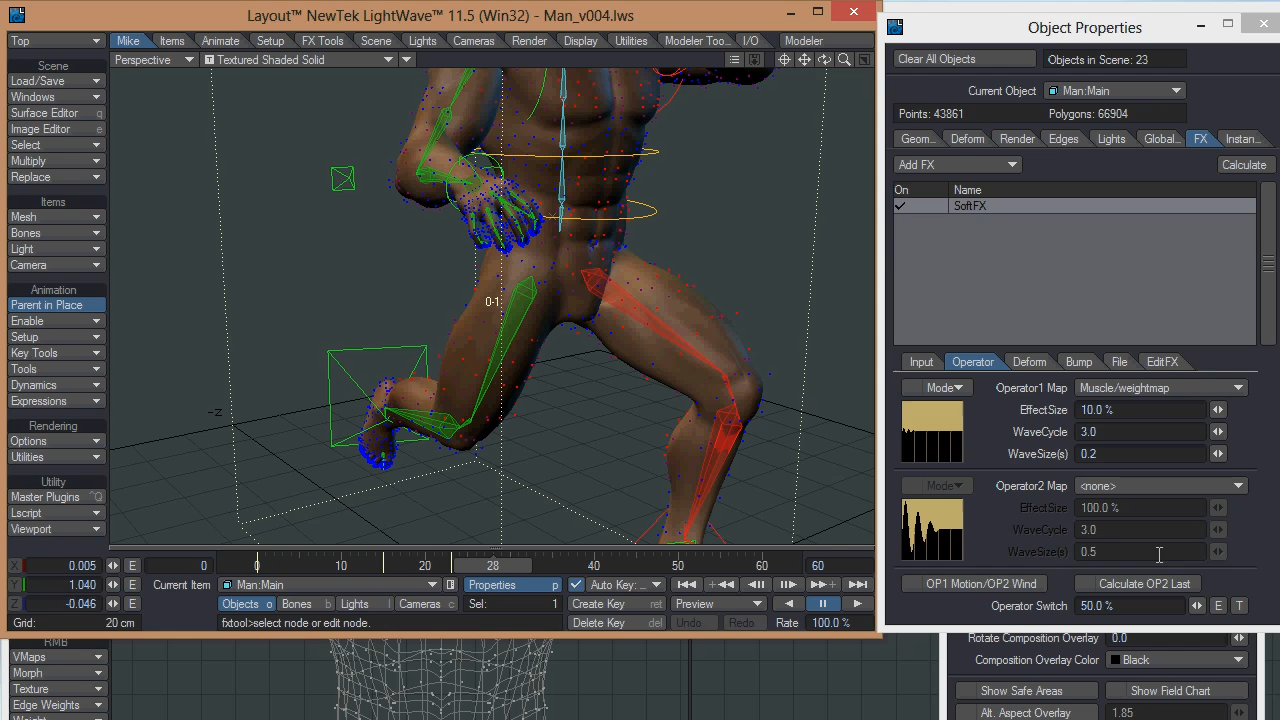 Layout™ NewTek LightWave™ 11.5 (Win32) - Man_v004.lws
Top
Mike Items Animate Setup FX Tools Scene Lights Cameras Render Display Utilities Modeler Too... I/O Modeler
Perspective Textured Shaded Solid
Scene
Load/Save
Windows
Surface Editor q
Image Editor e
Select
Multiply
Replace
Items
Mesh
Bones
Light
Camera
Animation
Parent in Place
Enable
Setup
Key Tools
Tools
Dynamics
Expressions
Rendering
Options
Utilities
Utility
Master Plugins ^Q
Lscript
Viewport
0-1
-Z
X 0.005 E 0 0 10 20 28 40 50 60 60
Y 1.040 E Current Item Man:Main Properties p Auto Key: ...
Z -0.046 E Objects o Bones b Lights l Cameras c Sel: 1 Create Key ret Preview
Grid: 20 cm fxtool>select node or edit node. Delete Key del Undo Redo Rate 100.0 %
Object Properties
Clear All Objects Objects in Scene: 23
Current Object Man:Main
Points: 43861 Polygons: 66904
Geom... Deform Render Edges Lights Global... FX Instan...
Add FX Calculate
On Name
SoftFX
Input Operator Deform Bump File EditFX
Mode Operator1 Map Muscle/weightmap
EffectSize 10.0 %
WaveCycle 3.0
WaveSize(s) 0.2
Mode Operator2 Map <none>
EffectSize 100.0 %
WaveCycle 3.0
WaveSize(s) 0.5
OP1 Motion/OP2 Wind Calculate OP2 Last
Operator Switch 50.0 % E T
RMB
VMaps
Morph
Texture
Edge Weights
Rotate Composition Overlay 0.0
Composition Overlay Color Black
Show Safe Areas Show Field Chart
Alt. Aspect Overlay 1.85